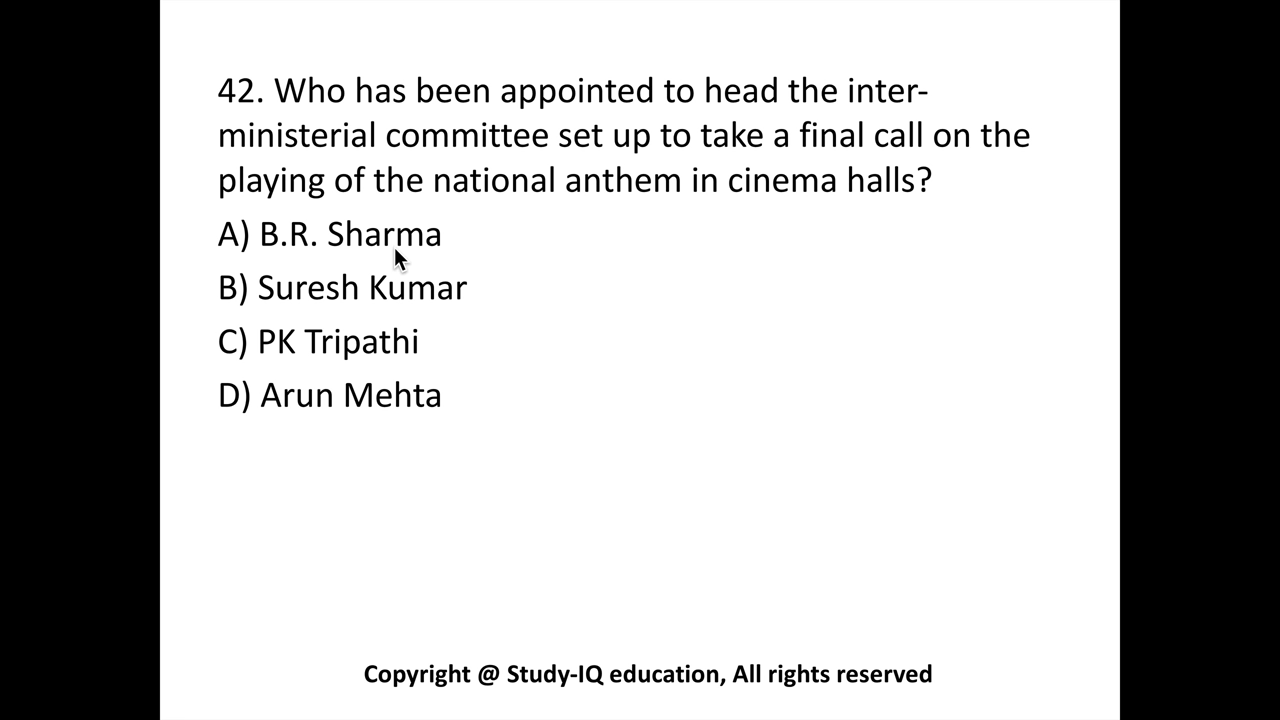 42. Who has been appointed to head the inter-
ministerial committee set up to take a final call on the
playing of the national anthem in cinema halls?
A) B.R. Sharma
B) Suresh Kumar
C) PK Tripathi
D) Arun Mehta
Copyright @ Study-IQ education, All rights reserved